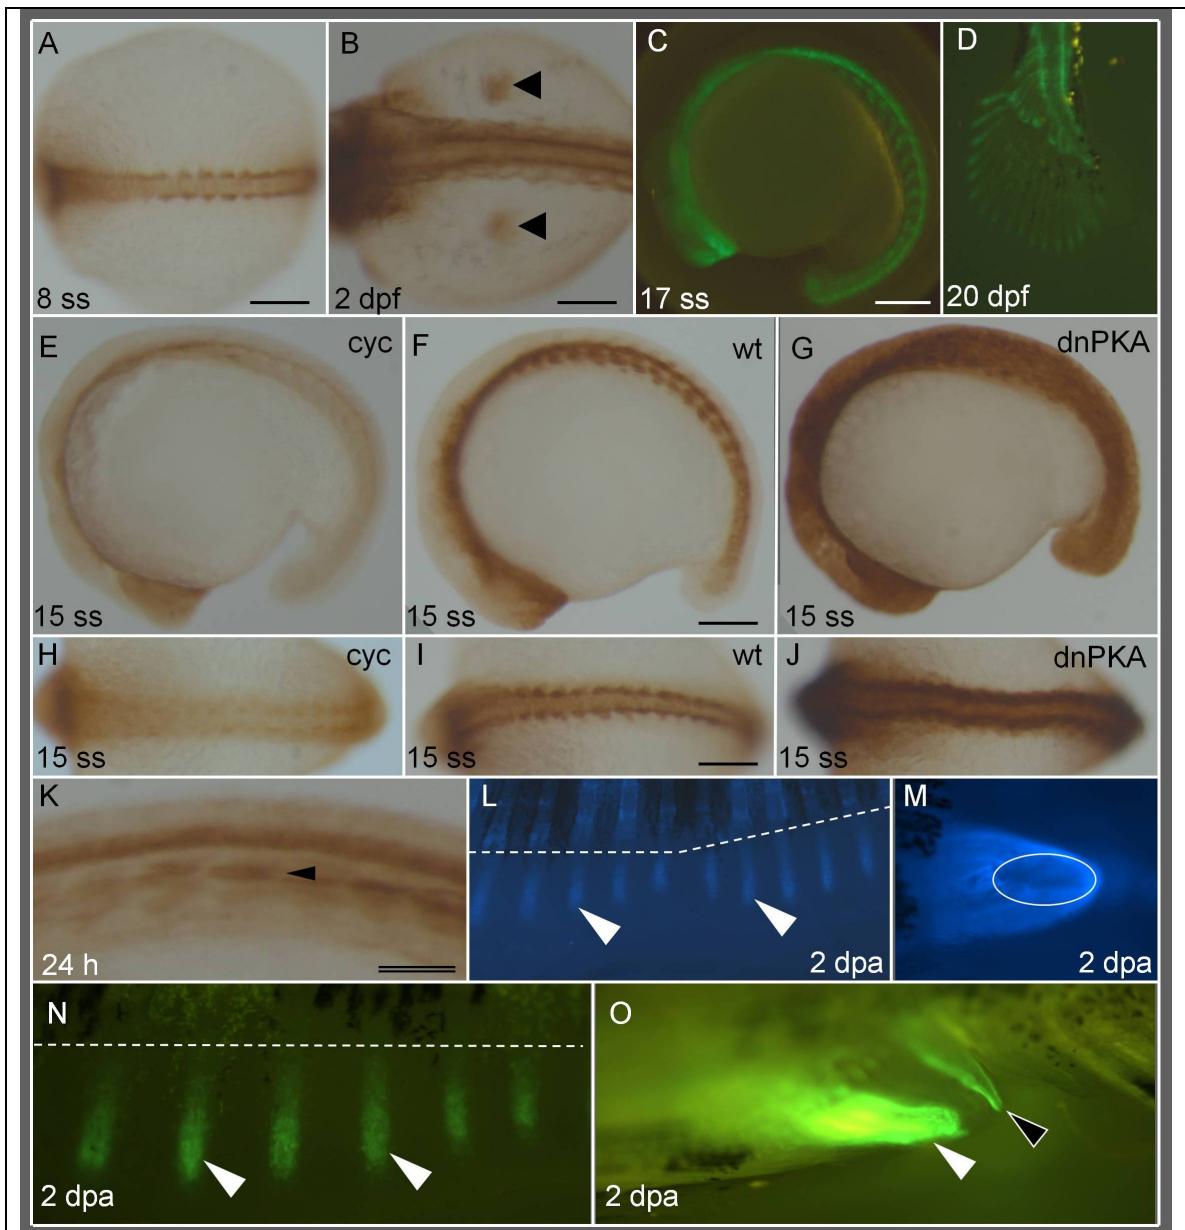 A
8 ss
B
2 dpf
C
17 ss
D
20 dpf
E
cyc
15 ss
F
wt
15 ss
G
dnPKA
15 ss
H
cyc
15 ss
I
wt
15 ss
J
dnPKA
15 ss
K
24 h
L
2 dpa
M
2 dpa
N
2 dpa
O
2 dpa